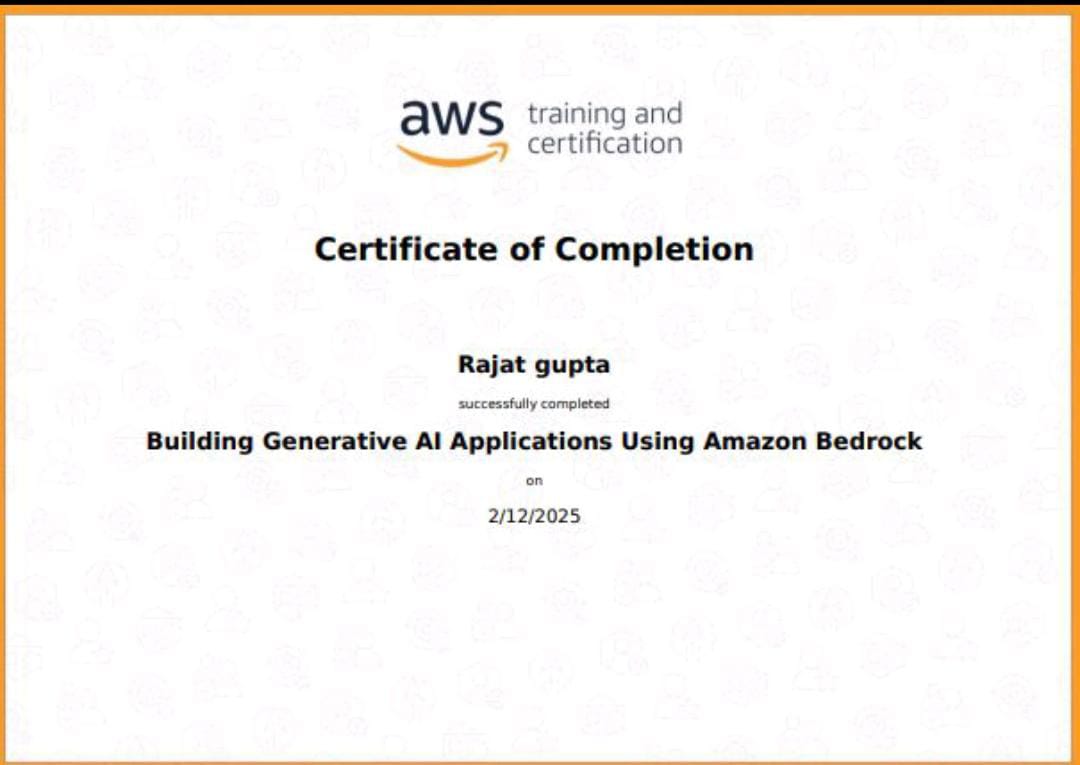 aws training and
certification
Certificate of Completion
Rajat gupta
successfully completed
Building Generative AI Applications Using Amazon Bedrock
on
2/12/2025